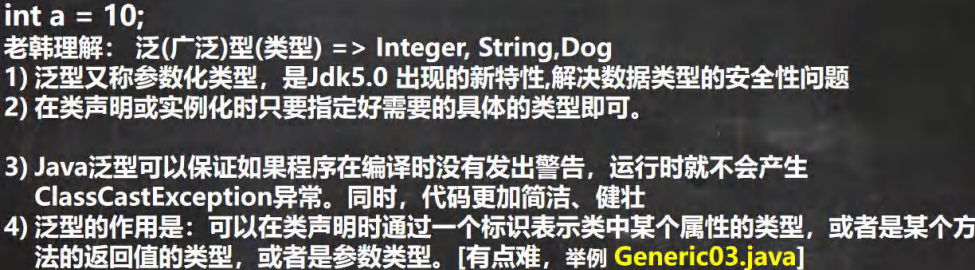 int a = 10;
老韩理解： 泛(广泛)型(类型) => Integer, String,Dog
1) 泛型又称参数化类型，是Jdk5.0 出现的新特性,解决数据类型的安全性问题
2) 在类声明或实例化时只要指定好需要的具体的类型即可。
3) Java泛型可以保证如果程序在编译时没有发出警告，运行时就不会产生
ClassCastException异常。同时，代码更加简洁、健壮
4) 泛型的作用是：可以在类声明时通过一个标识表示类中某个属性的类型，或者是某个方
法的返回值的类型，或者是参数类型。[有点难，举例 Generic03.java]